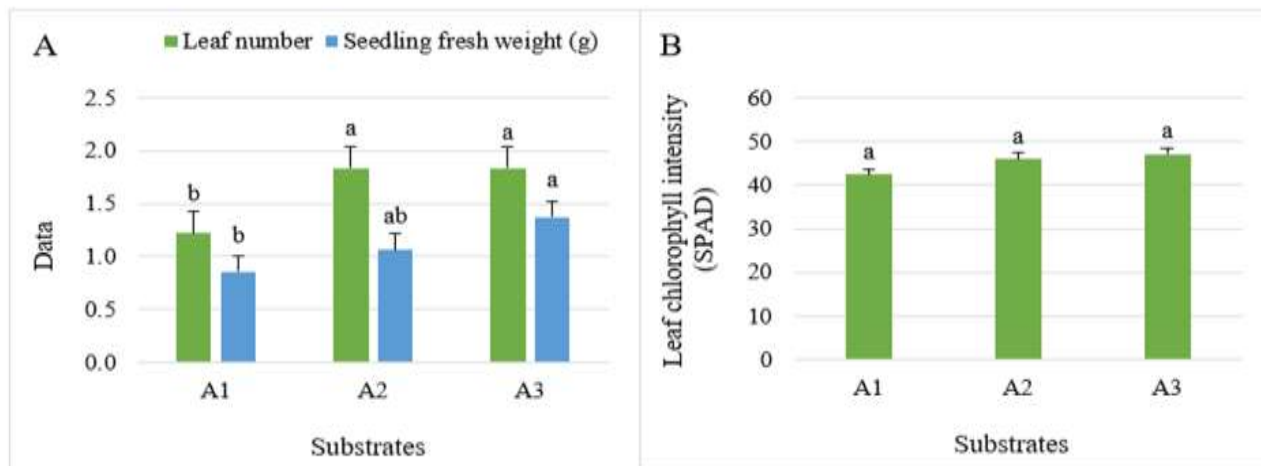 A
Leaf number Seedling fresh weight (g)
2.5
2.0
1.5
1.0
0.5
0.0
Data
b
b
a
ab
a
a
A1 A2 A3
Substrates
B
60
50
40
30
20
10
0
Leaf chlorophyll intensity
(SPAD)
a
a
a
A1 A2 A3
Substrates